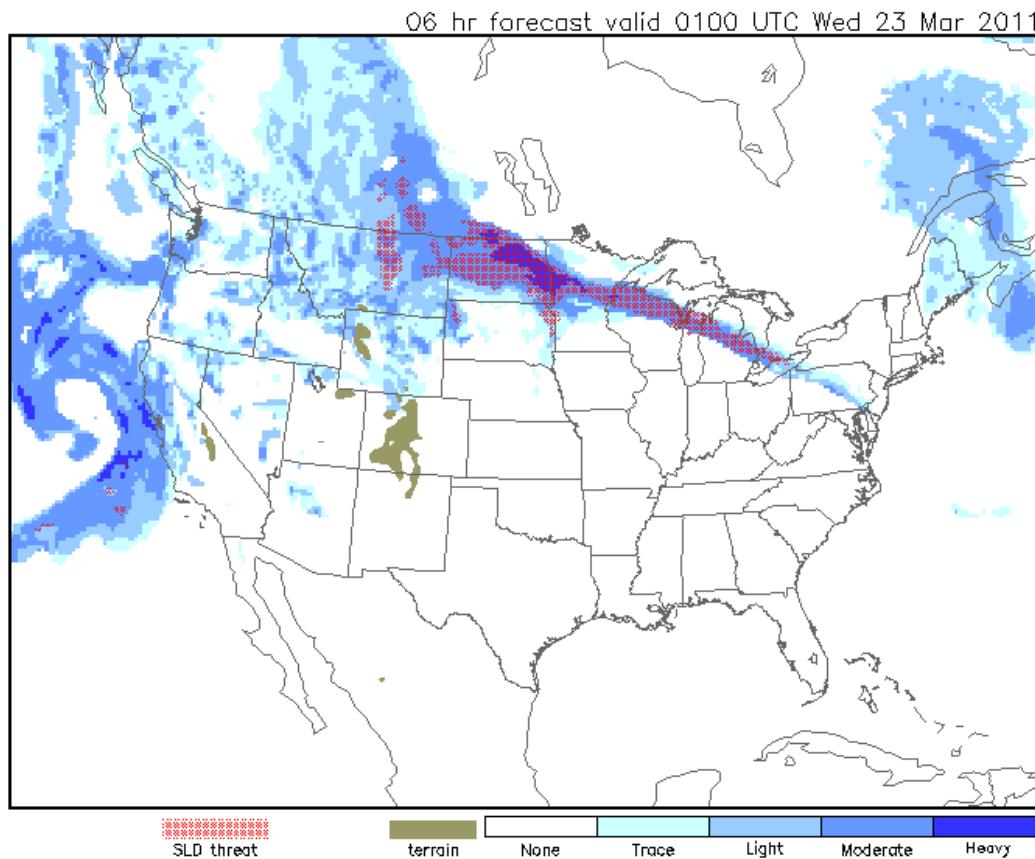 06 hr forecast valid 0100 UTC Wed 23 Mar 2011
SLD threat terrain None Trace Light Moderate Heavy